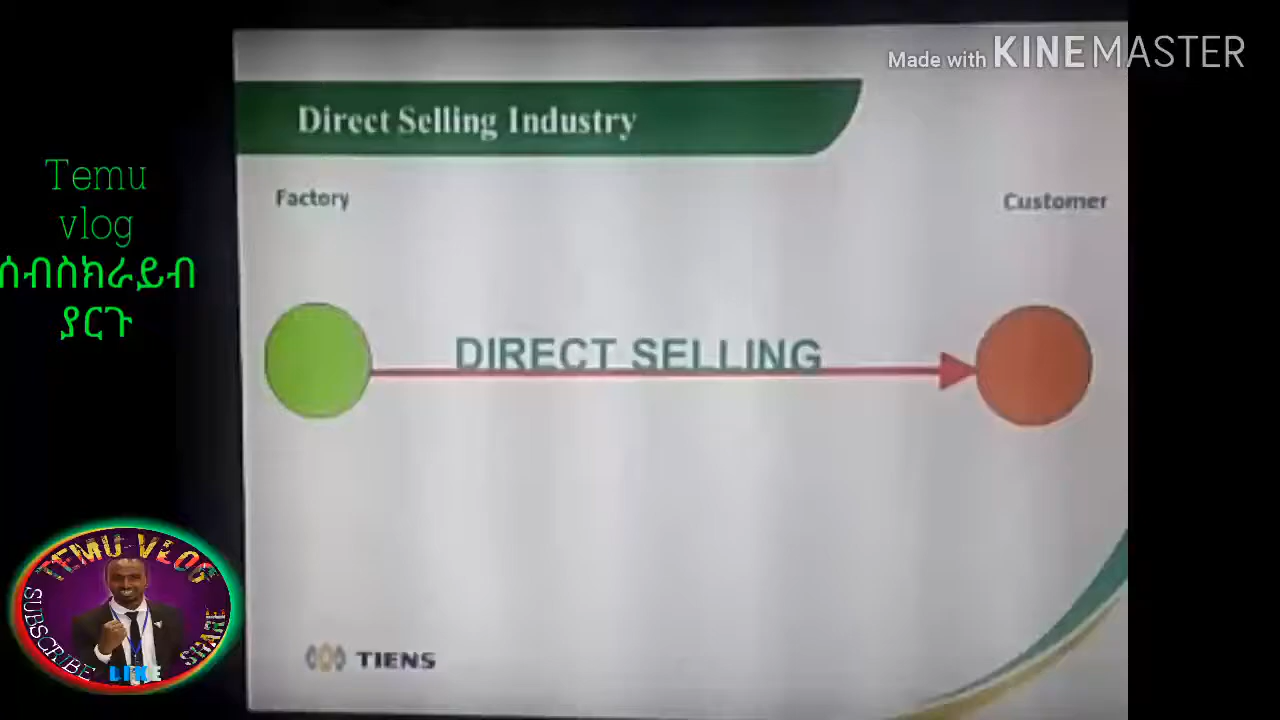 Made with KINEMASTER
Direct Selling Industry
Temu
vlog
ሰብስክራይብ
ያርጉ
Factory
Customer
DIRECT SELLING
TEMU VLOG
SUBSCRIBE
LIKE
SHARE
TIENS